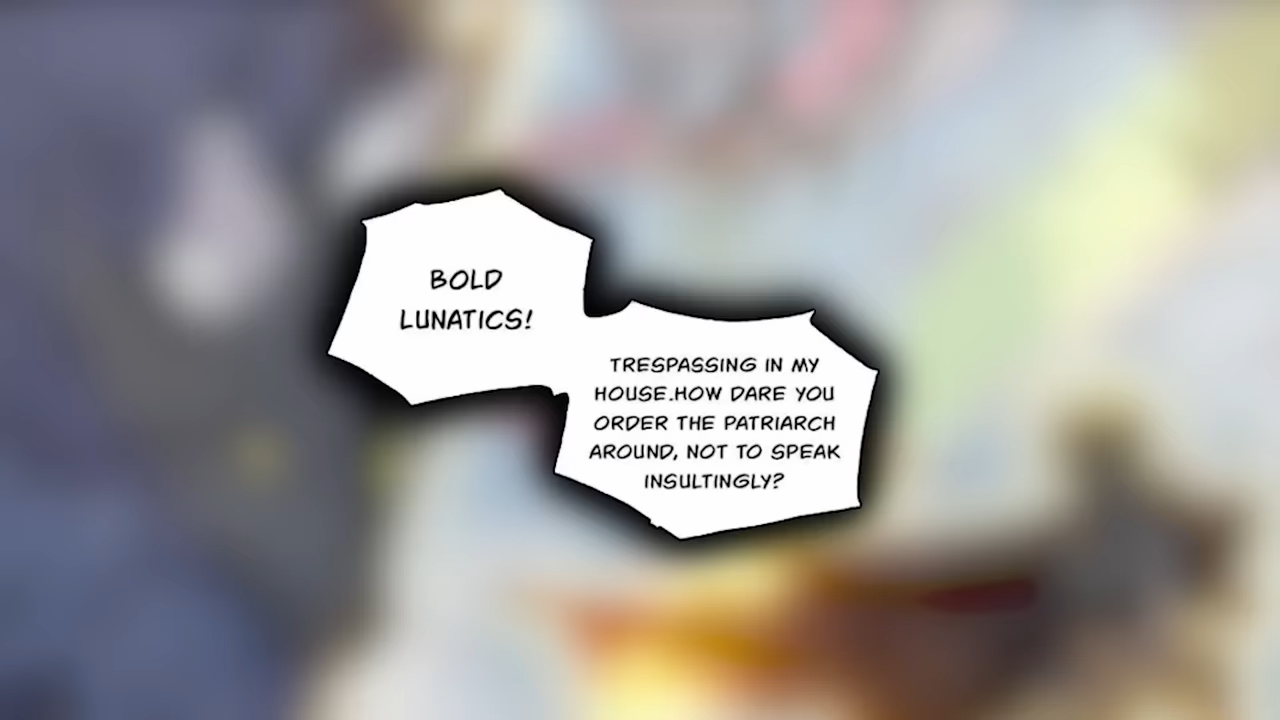 BOLD
LUNATICS!
TRESPASSING IN MY
HOUSE.HOW DARE YOU
ORDER THE PATRIARCH
AROUND, NOT TO SPEAK
INSULTINGLY?